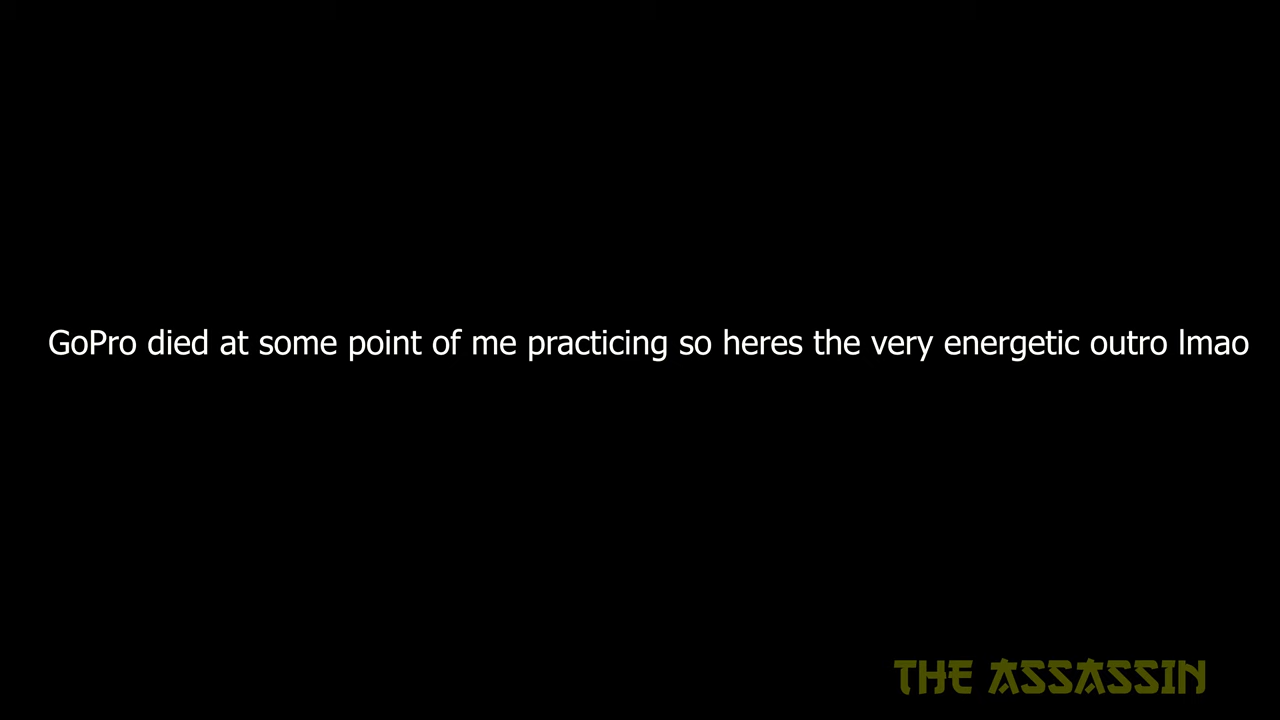 GoPro died at some point of me practicing so heres the very energetic outro lmao
THE ASSASSIN